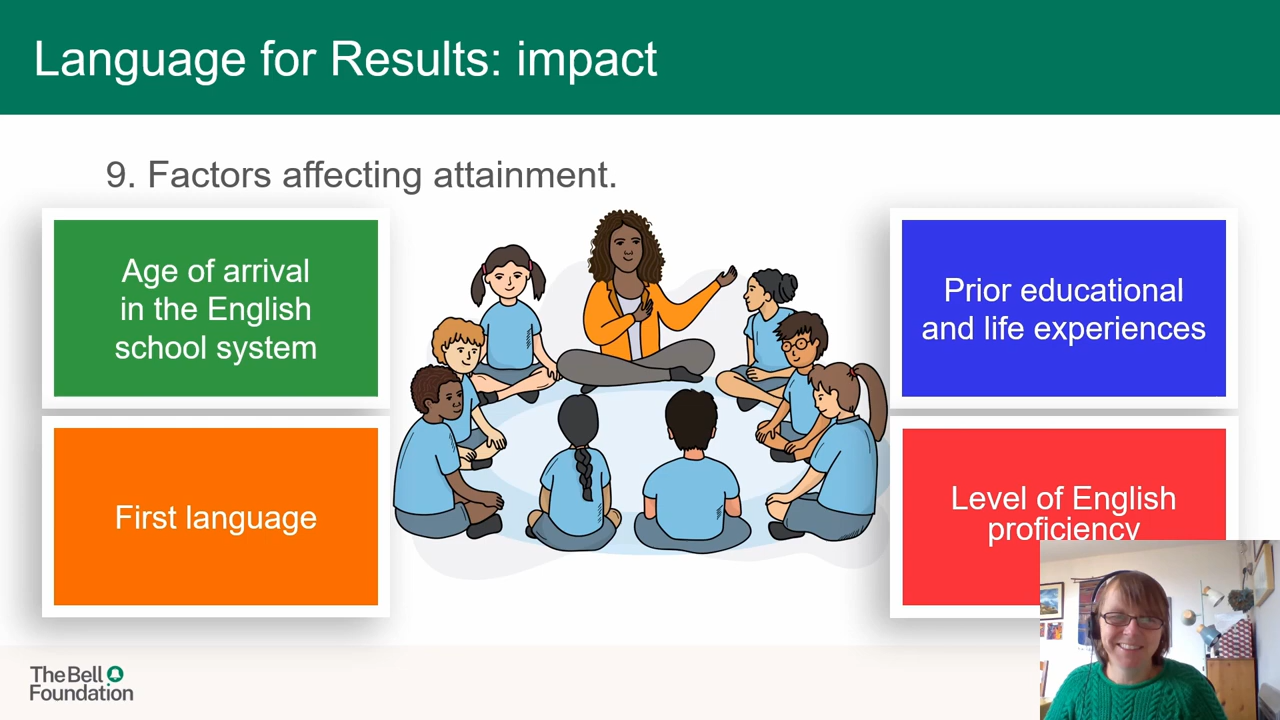 Language for Results: impact
9. Factors affecting attainment.
Age of arrival
in the English
school system
Prior educational
and life experiences
First language
Level of English
proficiency
The Bell
Foundation